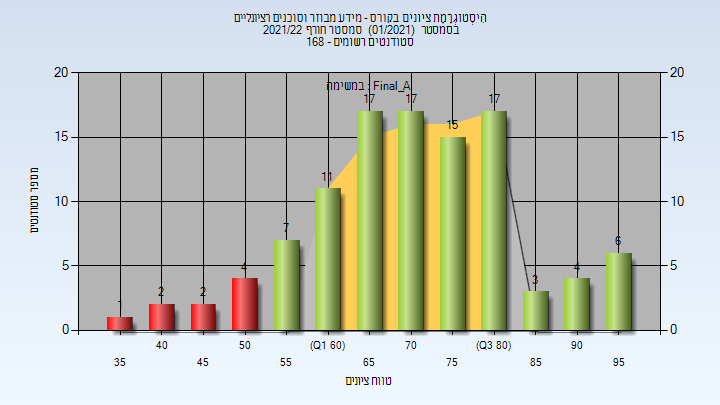 היסטוגרמת ציונים בקורס - מידע מבוזר וסוכנים רציונליים
בסמסטר (01/2021) סמסטר חורף 2021/22
סטודנטים רשומים - 168
במשימה : Final_A
20 20
17 17 17
15 15 15
11
10 10
7
6
5 5
4 4
3
2 2
1
0 0
40 50 (Q1 60) 70 (Q3 80) 90
35 45 55 65 75 85 95
טווח ציונים
מספר סטודנטים